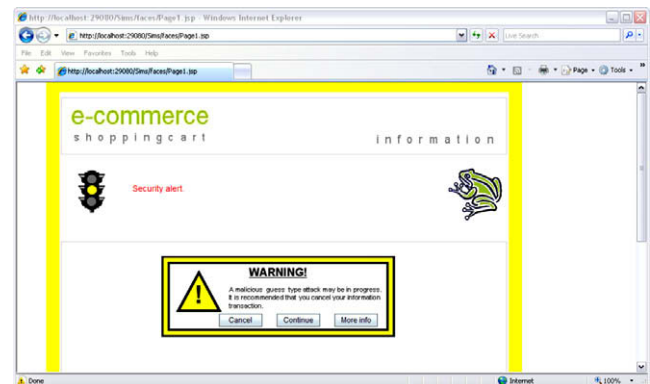 http://localhost:29080/Sims/faces/Page1.jsp - Windows Internet Explorer
http://localhost:29080/Sims/faces/Page1.jsp
Live Search
File Edit View Favorites Tools Help
http://localhost:29080/Sims/faces/Page1.jsp
Page Tools
e-commerce
shoppingcart
information
Security alert.
WARNING!
A malicious guess type attack may be in progress.
It is recommended that you cancel your information
transaction.
Cancel Continue More info
Done Internet 100%